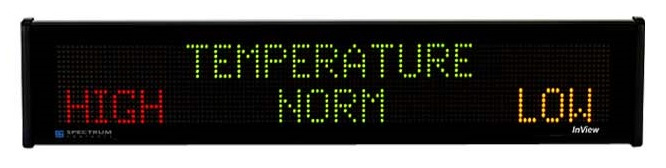 TEMPERATURE
HIGH NORM LOW
SPECTRUM
InView